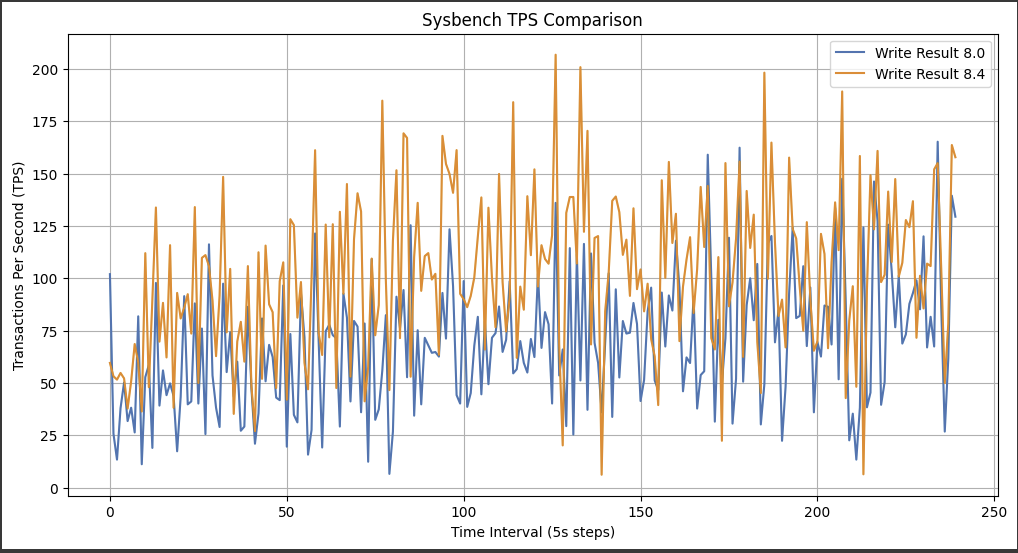 Sysbench TPS Comparison
Write Result 8.0
Write Result 8.4
Transactions Per Second (TPS)
200
175
150
125
100
75
50
25
0
0 50 100 150 200 250
Time Interval (5s steps)